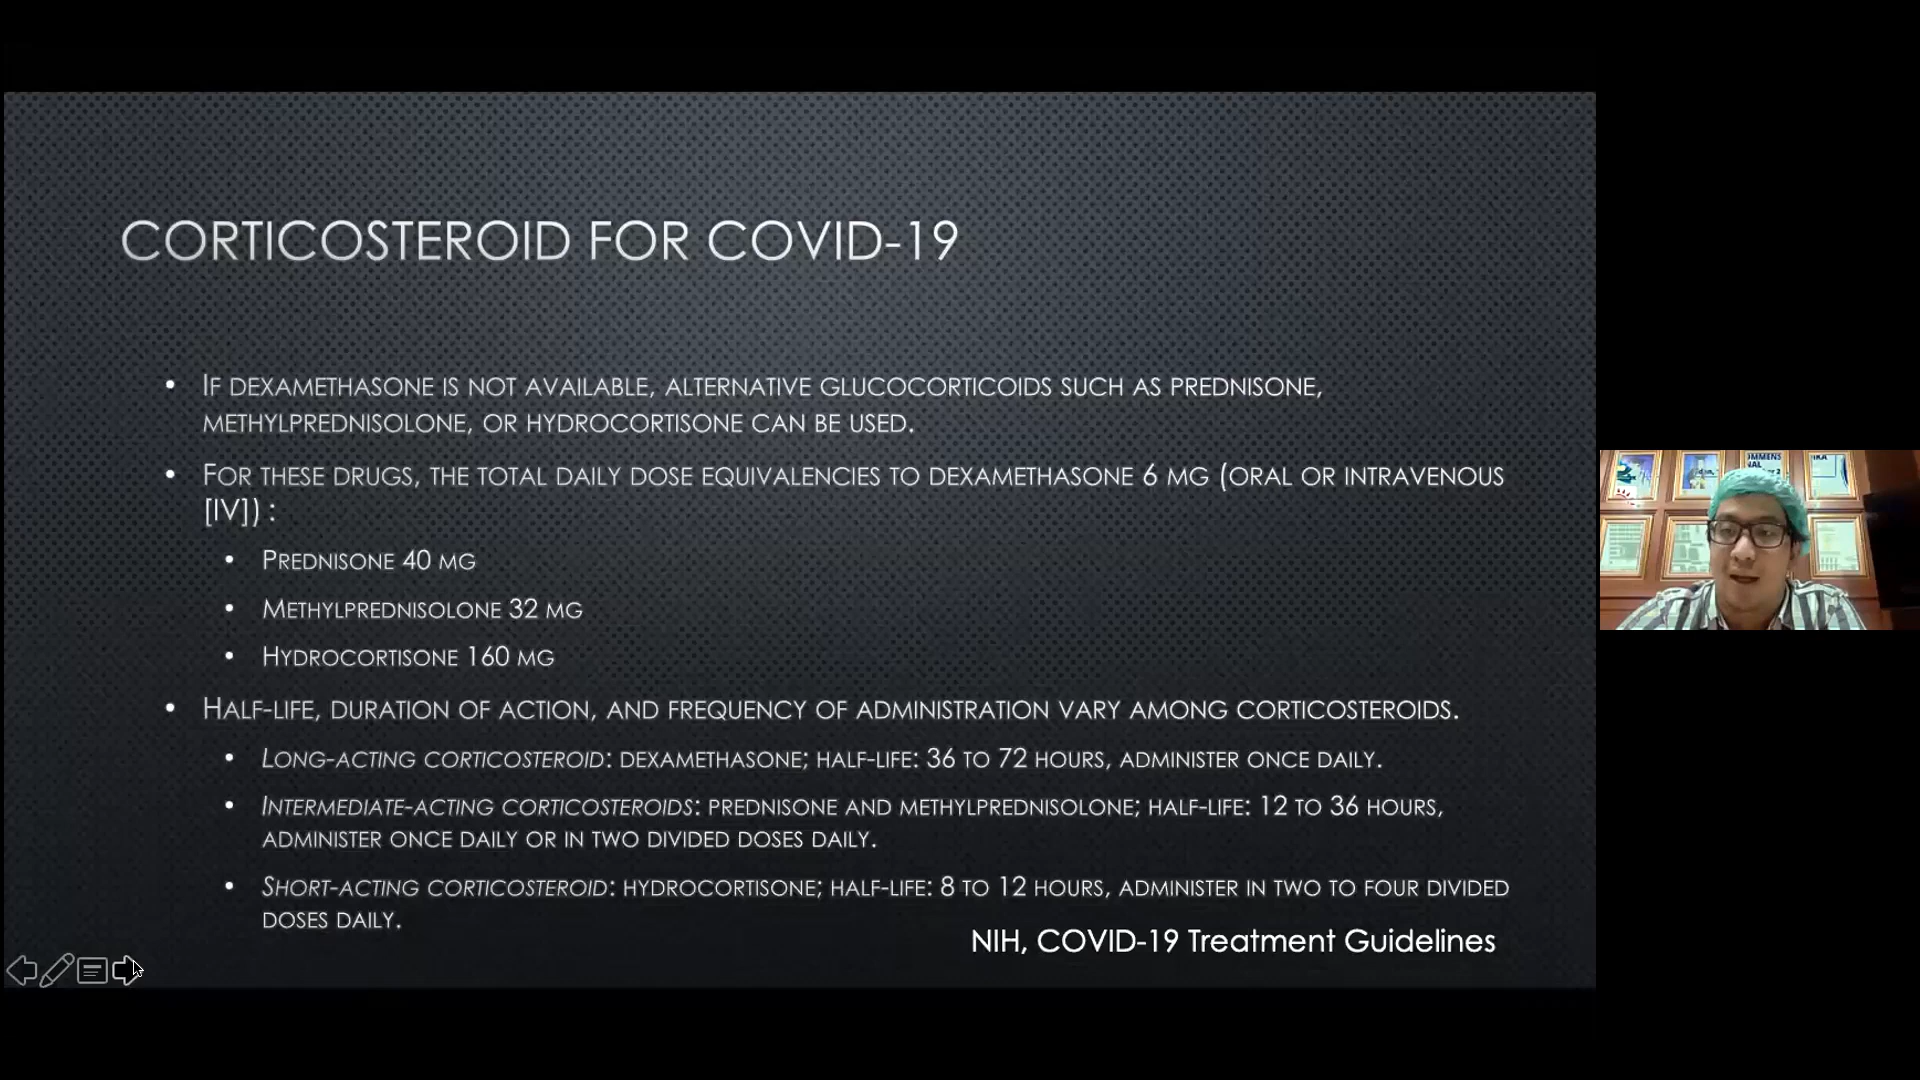 CORTICOSTEROID FOR COVID-19
• IF DEXAMETHASONE IS NOT AVAILABLE, ALTERNATIVE GLUCOCORTICOIDS SUCH AS PREDNISONE,
METHYLPREDNISOLONE, OR HYDROCORTISONE CAN BE USED.
• FOR THESE DRUGS, THE TOTAL DAILY DOSE EQUIVALENCIES TO DEXAMETHASONE 6 MG (ORAL OR INTRAVENOUS
[IV]) :
• PREDNISONE 40 MG
• METHYLPREDNISOLONE 32 MG
• HYDROCORTISONE 160 MG
• HALF-LIFE, DURATION OF ACTION, AND FREQUENCY OF ADMINISTRATION VARY AMONG CORTICOSTEROIDS.
• LONG-ACTING CORTICOSTEROID: DEXAMETHASONE; HALF-LIFE: 36 TO 72 HOURS, ADMINISTER ONCE DAILY.
• INTERMEDIATE-ACTING CORTICOSTEROIDS: PREDNISONE AND METHYLPREDNISOLONE; HALF-LIFE: 12 TO 36 HOURS,
ADMINISTER ONCE DAILY OR IN TWO DIVIDED DOSES DAILY.
• SHORT-ACTING CORTICOSTEROID: HYDROCORTISONE; HALF-LIFE: 8 TO 12 HOURS, ADMINISTER IN TWO TO FOUR DIVIDED
DOSES DAILY.
NIH, COVID-19 Treatment Guidelines